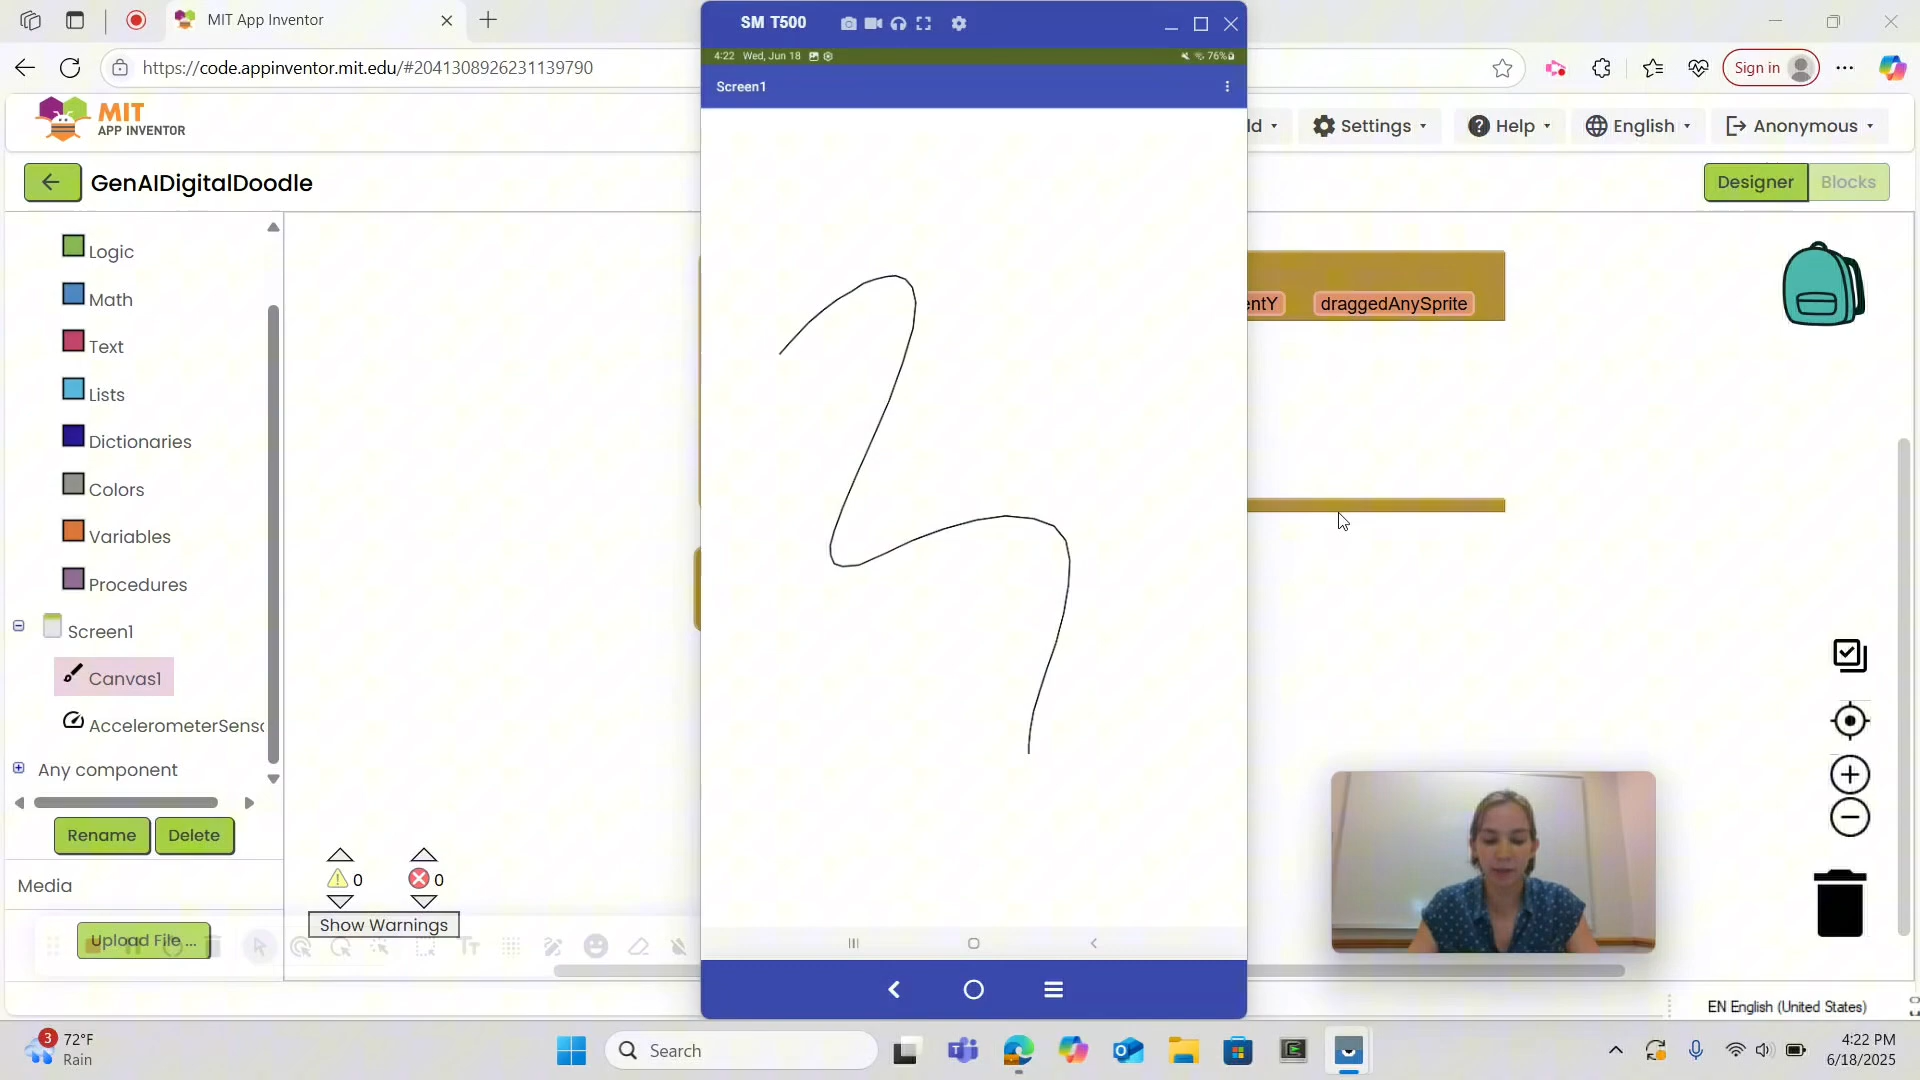 MIT App Inventor
https://code.appinventor.mit.edu/#2041308926231139790
Sign in
MIT
APP INVENTOR
Settings
Help
English
Anonymous
GenAIDigitalDoodle
Designer
Blocks
Logic
Math
Text
Lists
Dictionaries
Colors
Variables
Procedures
Screen1
Canvas1
AccelerometerSens
Any component
Rename
Delete
Media
Upload File ...
0
0
Show Warnings
SM T500
4:22 Wed, Jun 18
76%
Screen1
draggedAnySprite
EN English (United States)
3
72°F
Rain
Search
4:22 PM
6/18/2025